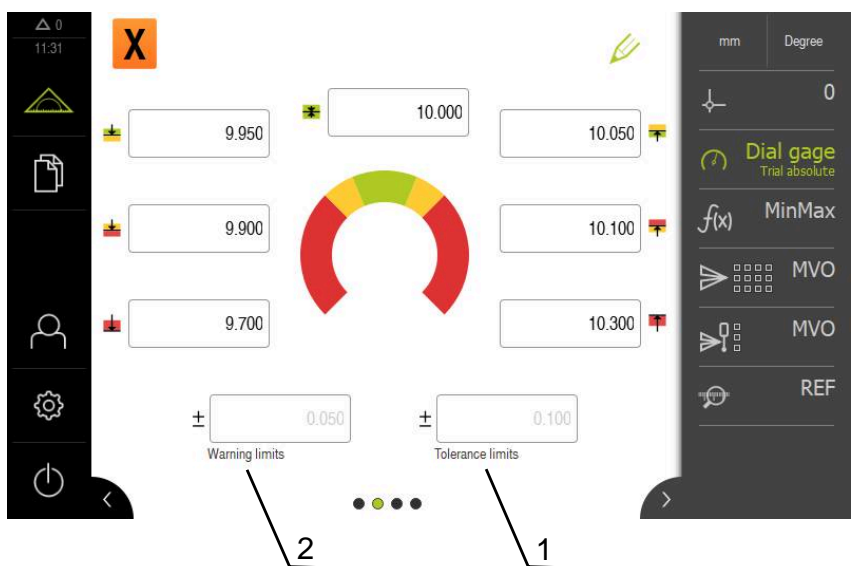 0
11:31
X
9.950
10.000
10.050
9.900
10.100
9.700
10.300
± 0.050
± 0.100
Warning limits
Tolerance limits
2
1
mm Degree
0
Dial gage
Trial absolute
f(x) MinMax
MVO
MVO
REF